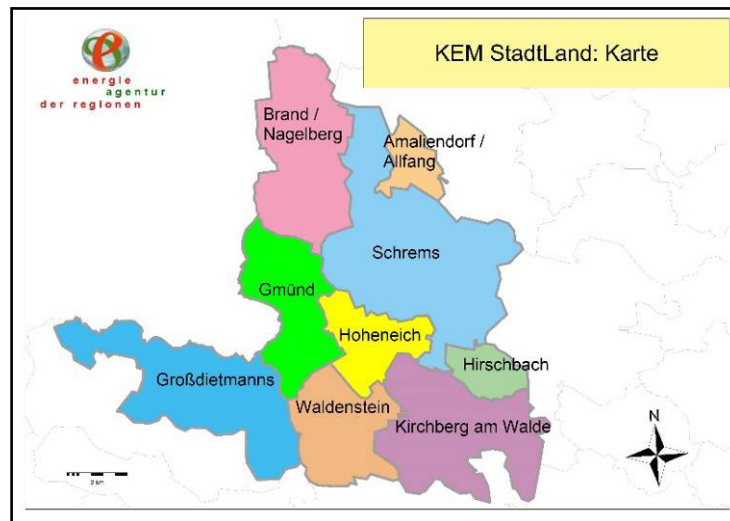 energie
agentur
der regionen
KEM StadtLand: Karte
Brand /
Nagelberg
Amaliendorf /
Allfang
Schrems
Gmünd
Hoheneich
Hirschbach
Großdietmanns
Waldenstein
Kirchberg am Walde
N